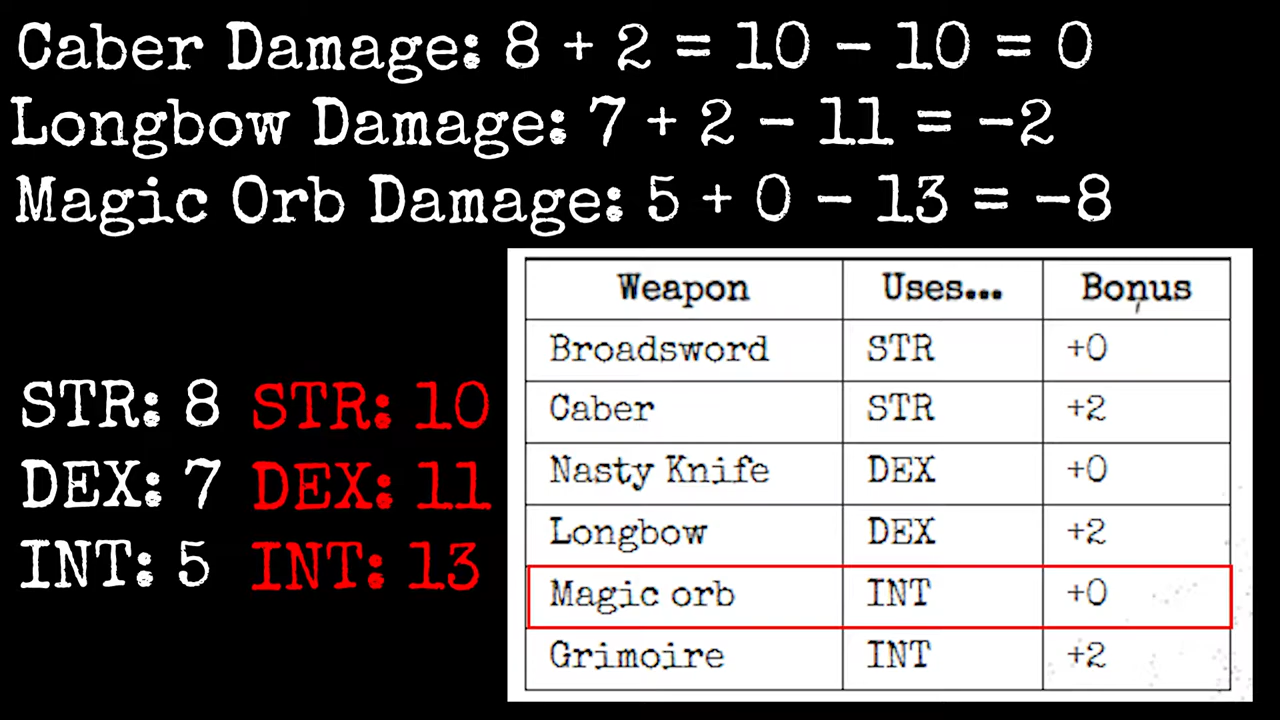 Caber Damage: 8 + 2 = 10 - 10 = 0
Longbow Damage: 7 + 2 - 11 = -2
Magic Orb Damage: 5 + 0 - 13 = -8
Weapon Uses... Bonus
Broadsword STR +0
Caber STR +2
Nasty Knife DEX +0
Longbow DEX +2
Magic orb INT +0
Grimoire INT +2
STR: 8 STR: 10
DEX: 7 DEX: 11
INT: 5 INT: 13